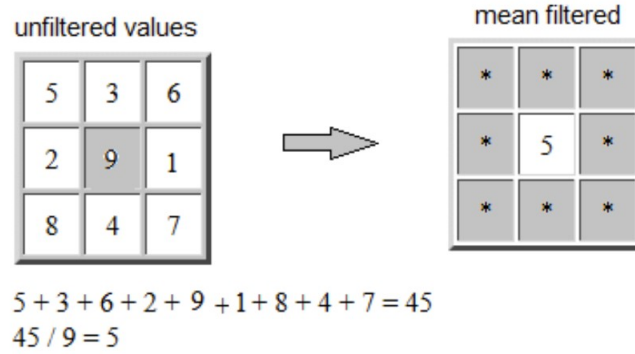 unfiltered values
mean filtered
5 3 6
2 9 1
8 4 7
* * *
* 5 *
* * *
5 + 3 + 6 + 2 + 9 + 1 + 8 + 4 + 7 = 45
45 / 9 = 5